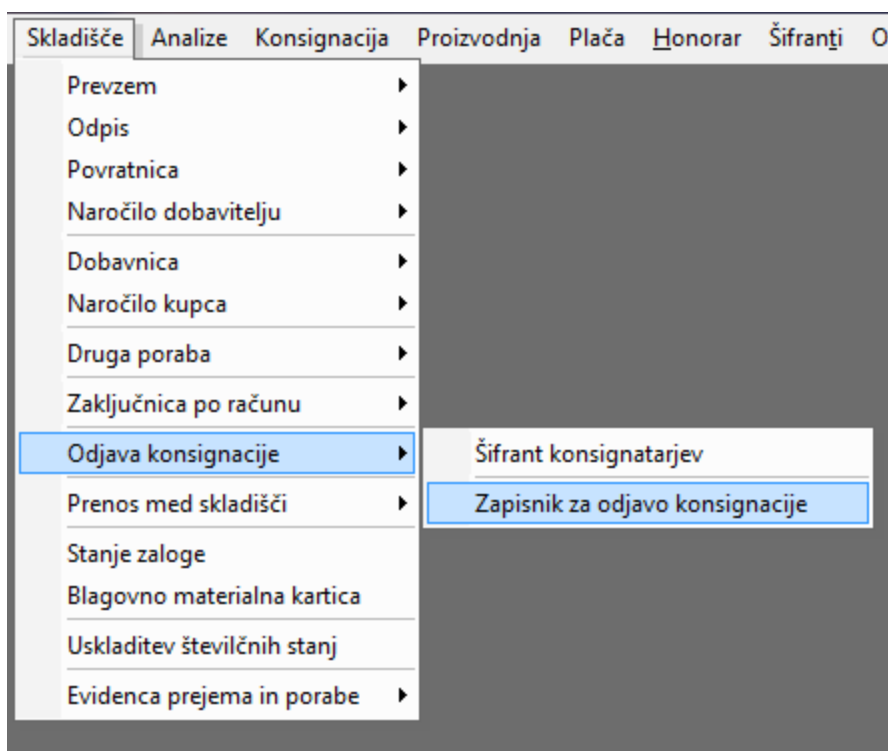 Skladišče Analize Konsignacija Proizvodnja Plača Honorar Šifranti
Prevzem
Odpis
Povratnica
Naročilo dobavitelju
Dobavnica
Naročilo kupca
Druga poraba
Zaključnica po računu
Odjava konsignacije
Šifrant konsignatarjev
Prenos med skladišči
Zapisnik za odjavo konsignacije
Stanje zaloge
Blagovno materialna kartica
Uskladitev številčnih stanj
Evidenca prejema in porabe